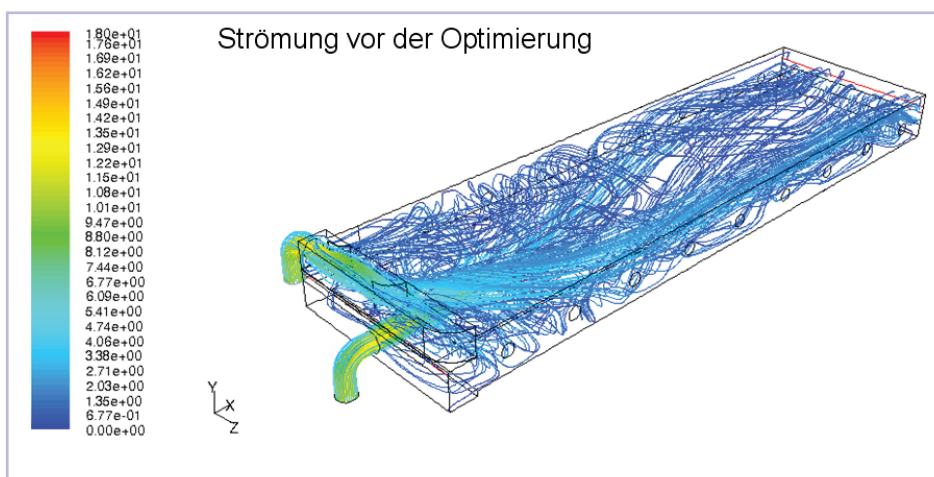 Strömung vor der Optimierung
1.80e+01
1.76e+01
1.69e+01
1.62e+01
1.56e+01
1.49e+01
1.42e+01
1.35e+01
1.29e+01
1.22e+01
1.15e+01
1.08e+01
1.01e+01
9.47e+00
8.80e+00
8.12e+00
7.44e+00
6.77e+00
6.09e+00
5.41e+00
4.74e+00
4.06e+00
3.38e+00
2.71e+00
2.03e+00
1.35e+00
6.77e-01
0.00e+00
Y
X
Z